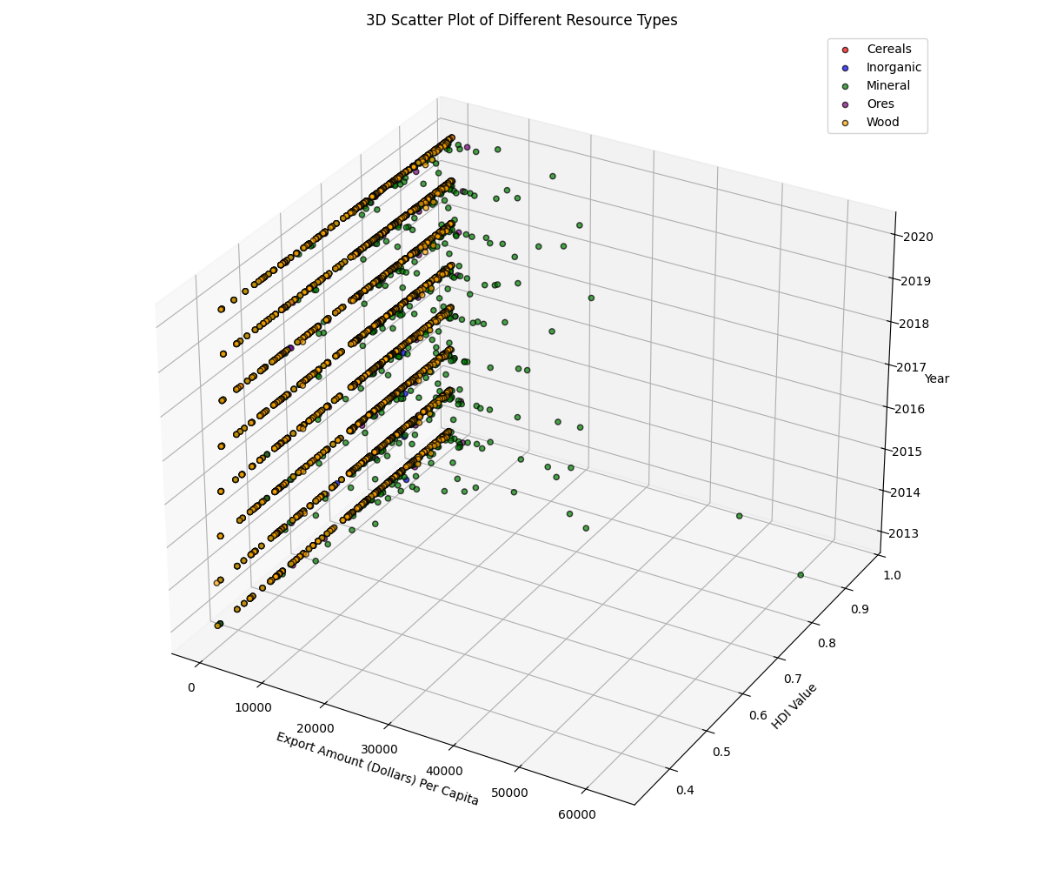 3D Scatter Plot of Different Resource Types
Cereals
Inorganic
Mineral
Ores
Wood
2020
2019
2018
2017
Year
2016
2015
2014
2013
1.0
0.9
0.8
0.7
0.6
0.5
0.4
HDI Value
0
10000
20000
30000
40000
50000
60000
Export Amount (Dollars) Per Capita